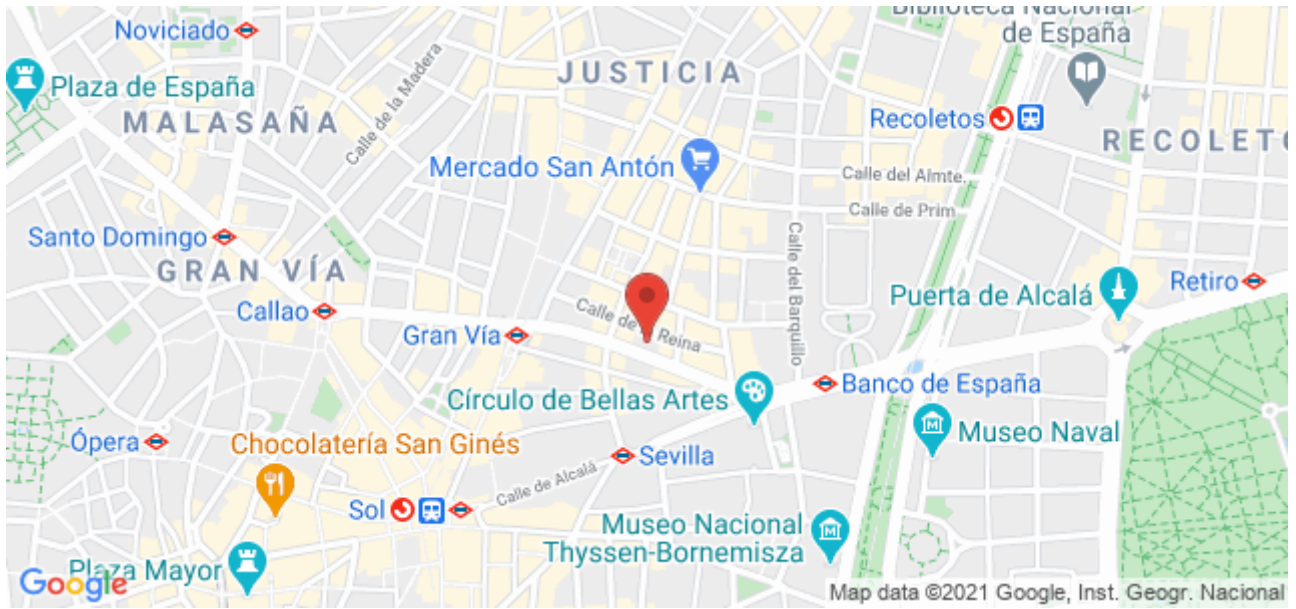 Biblioteca Nacional
de España
Noviciado
Plaza de España
Calle de la Madera
JUSTICIA
MALASAÑA
Recoletos
RECOLETO
Mercado San Antón
Calle del Almte.
Calle de Prim
Santo Domingo
GRAN VÍA
Calle del Barquillo
Callao
Calle de
Reina
Gran Vía
Puerta de Alcalá
Retiro
Círculo de Bellas Artes
Banco de España
Ópera
Chocolatería San Ginés
Sevilla
Museo Naval
Calle de Alcalá
Sol
Museo Nacional
Thyssen-Bornemisza
Plaza Mayor
Google
Map data ©2021 Google, Inst. Geogr. Nacional